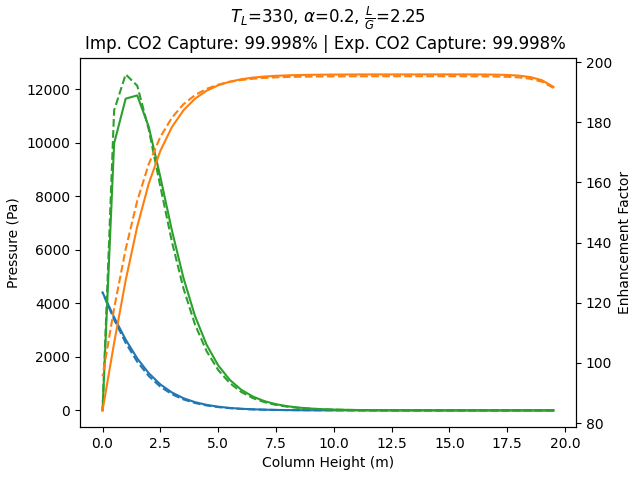 T_L=330, α=0.2, L/G=2.25
Imp. CO2 Capture: 99.998% | Exp. CO2 Capture: 99.998%
12000
10000
8000
6000
4000
2000
0
Pressure (Pa)
200
180
160
140
120
100
80
Enhancement Factor
0.0 2.5 5.0 7.5 10.0 12.5 15.0 17.5 20.0
Column Height (m)